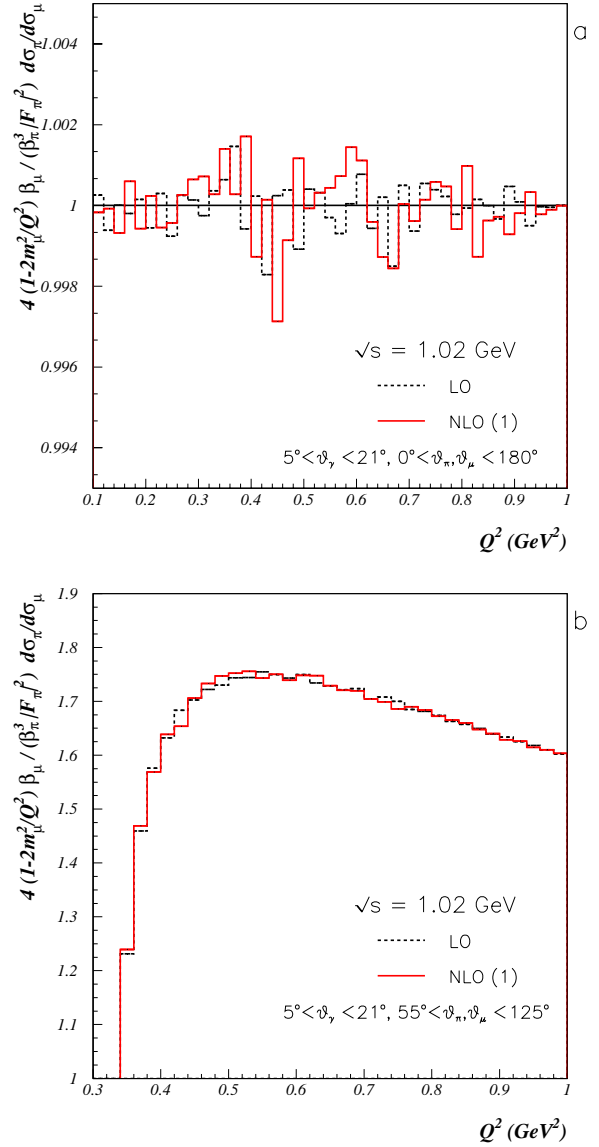 a
4 (1-2m²μ/Q²) βμ / (β³π|Fπ|²) dσπ/dσμ
1.004
1.002
1
0.998
0.996
0.994
√s = 1.02 GeV
LO
NLO (1)
5°<ϑγ <21°, 0°<ϑπ,ϑμ <180°
0.1 0.2 0.3 0.4 0.5 0.6 0.7 0.8 0.9 1
Q² (GeV²)
b
4 (1-2m²μ/Q²) βμ / (β³π|Fπ|²) dσπ/dσμ
1.9
1.8
1.7
1.6
1.5
1.4
1.3
1.2
1.1
1
√s = 1.02 GeV
LO
NLO (1)
5°<ϑγ <21°, 55°<ϑπ,ϑμ <125°
0.3 0.4 0.5 0.6 0.7 0.8 0.9 1
Q² (GeV²)